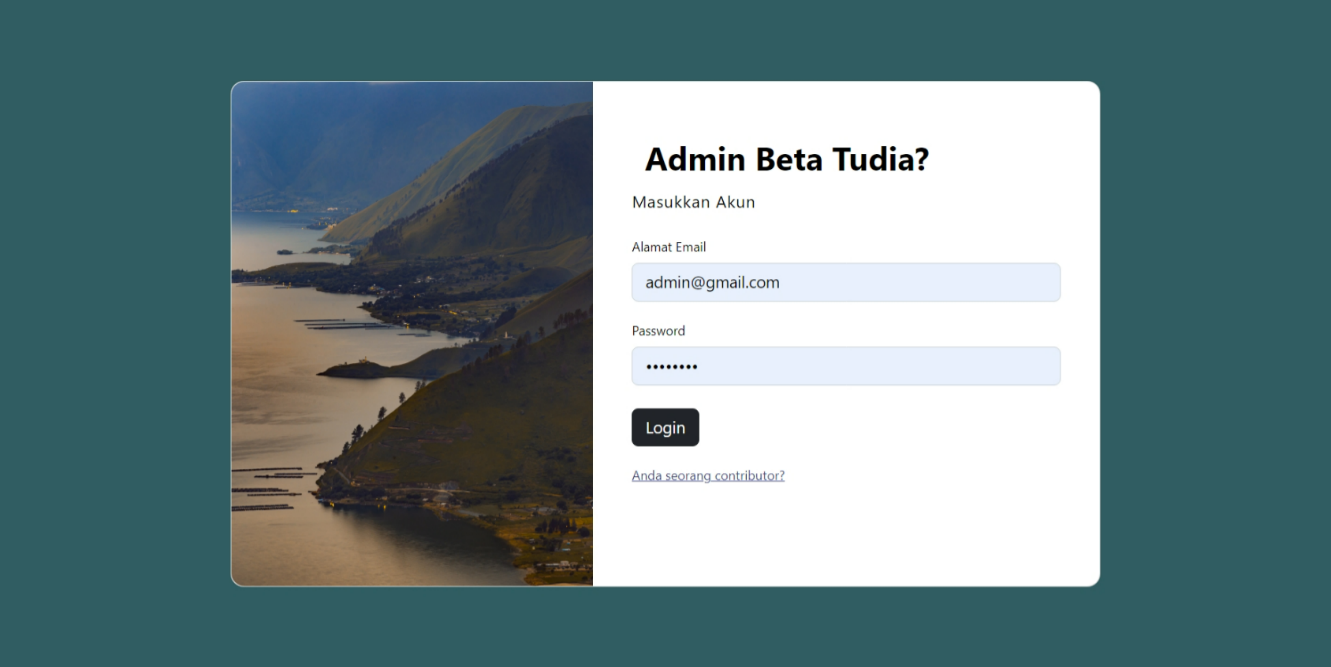 Admin Beta Tudia?
Masukkan Akun
Alamat Email
admin@gmail.com
Password
••••••••
Login
Anda seorang contributor?